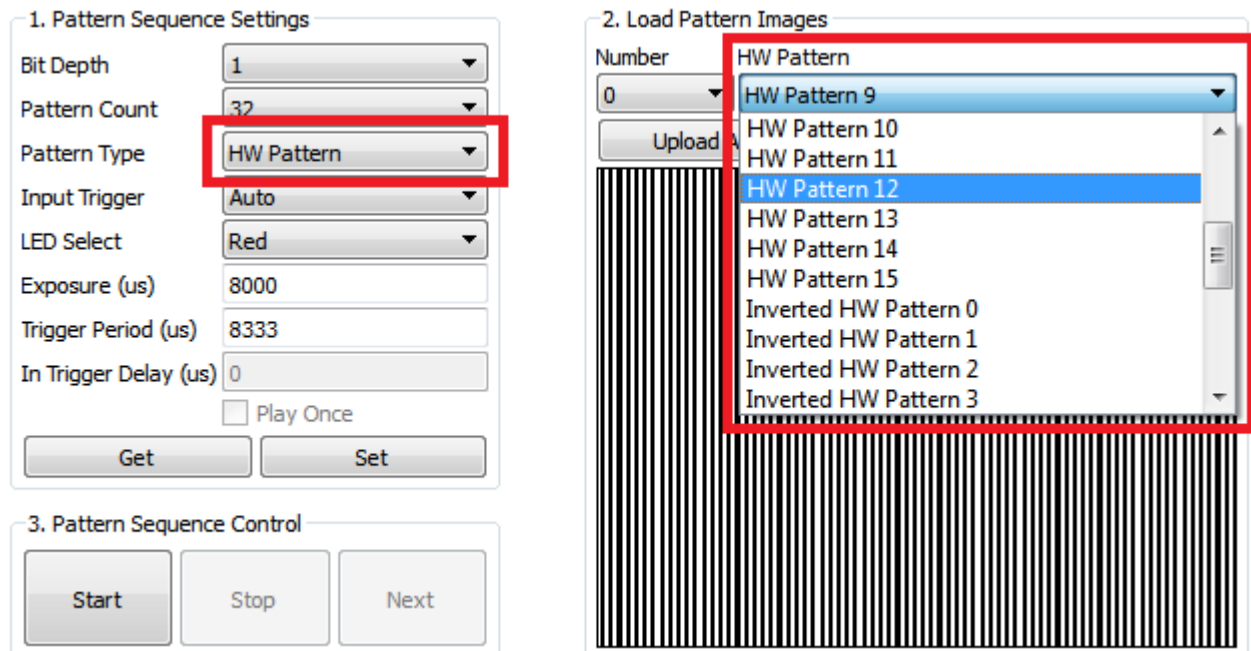 1. Pattern Sequence Settings
Bit Depth
1
Pattern Count
32
Pattern Type
HW Pattern
Input Trigger
Auto
LED Select
Red
Exposure (us)
8000
Trigger Period (us)
8333
In Trigger Delay (us)
0
Play Once
Get
Set
3. Pattern Sequence Control
Start
Stop
Next
2. Load Pattern Images
Number
HW Pattern
0
HW Pattern 9
Upload
HW Pattern 10
HW Pattern 11
HW Pattern 12
HW Pattern 13
HW Pattern 14
HW Pattern 15
Inverted HW Pattern 0
Inverted HW Pattern 1
Inverted HW Pattern 2
Inverted HW Pattern 3